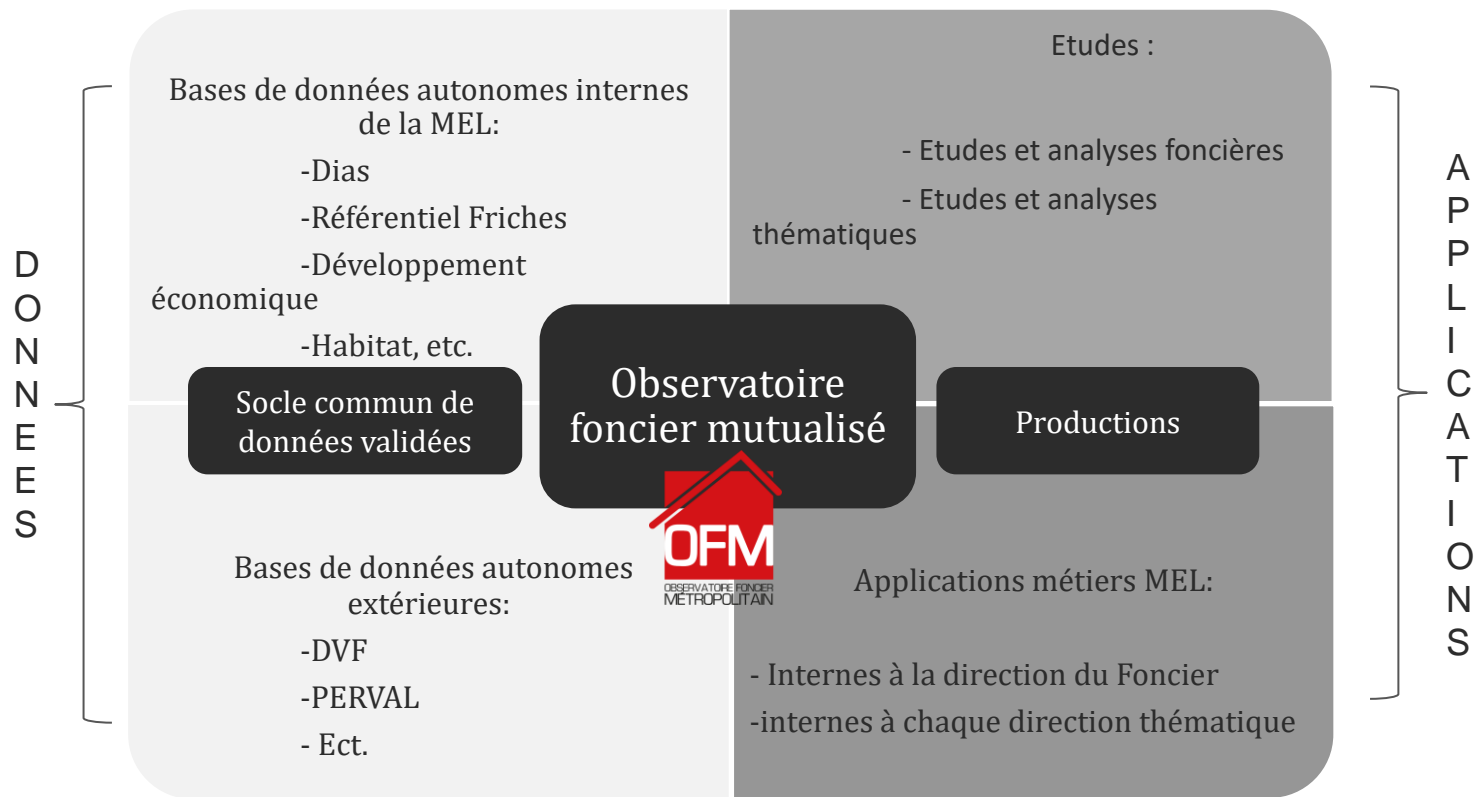 DONNEES
Bases de données autonomes internes
de la MEL:
-Dias
-Référentiel Friches
-Développement
économique
-Habitat, etc.
Etudes :
- Etudes et analyses foncières
- Etudes et analyses
thématiques
Socle commun de
données validées
Observatoire
foncier mutualisé
Productions
OFM
OBSERVATOIRE FONCIER
MÉTROPOLITAIN
Bases de données autonomes
extérieures:
-DVF
-PERVAL
- Ect.
Applications métiers MEL:
- Internes à la direction du Foncier
-internes à chaque direction thématique
APPLICATIONS